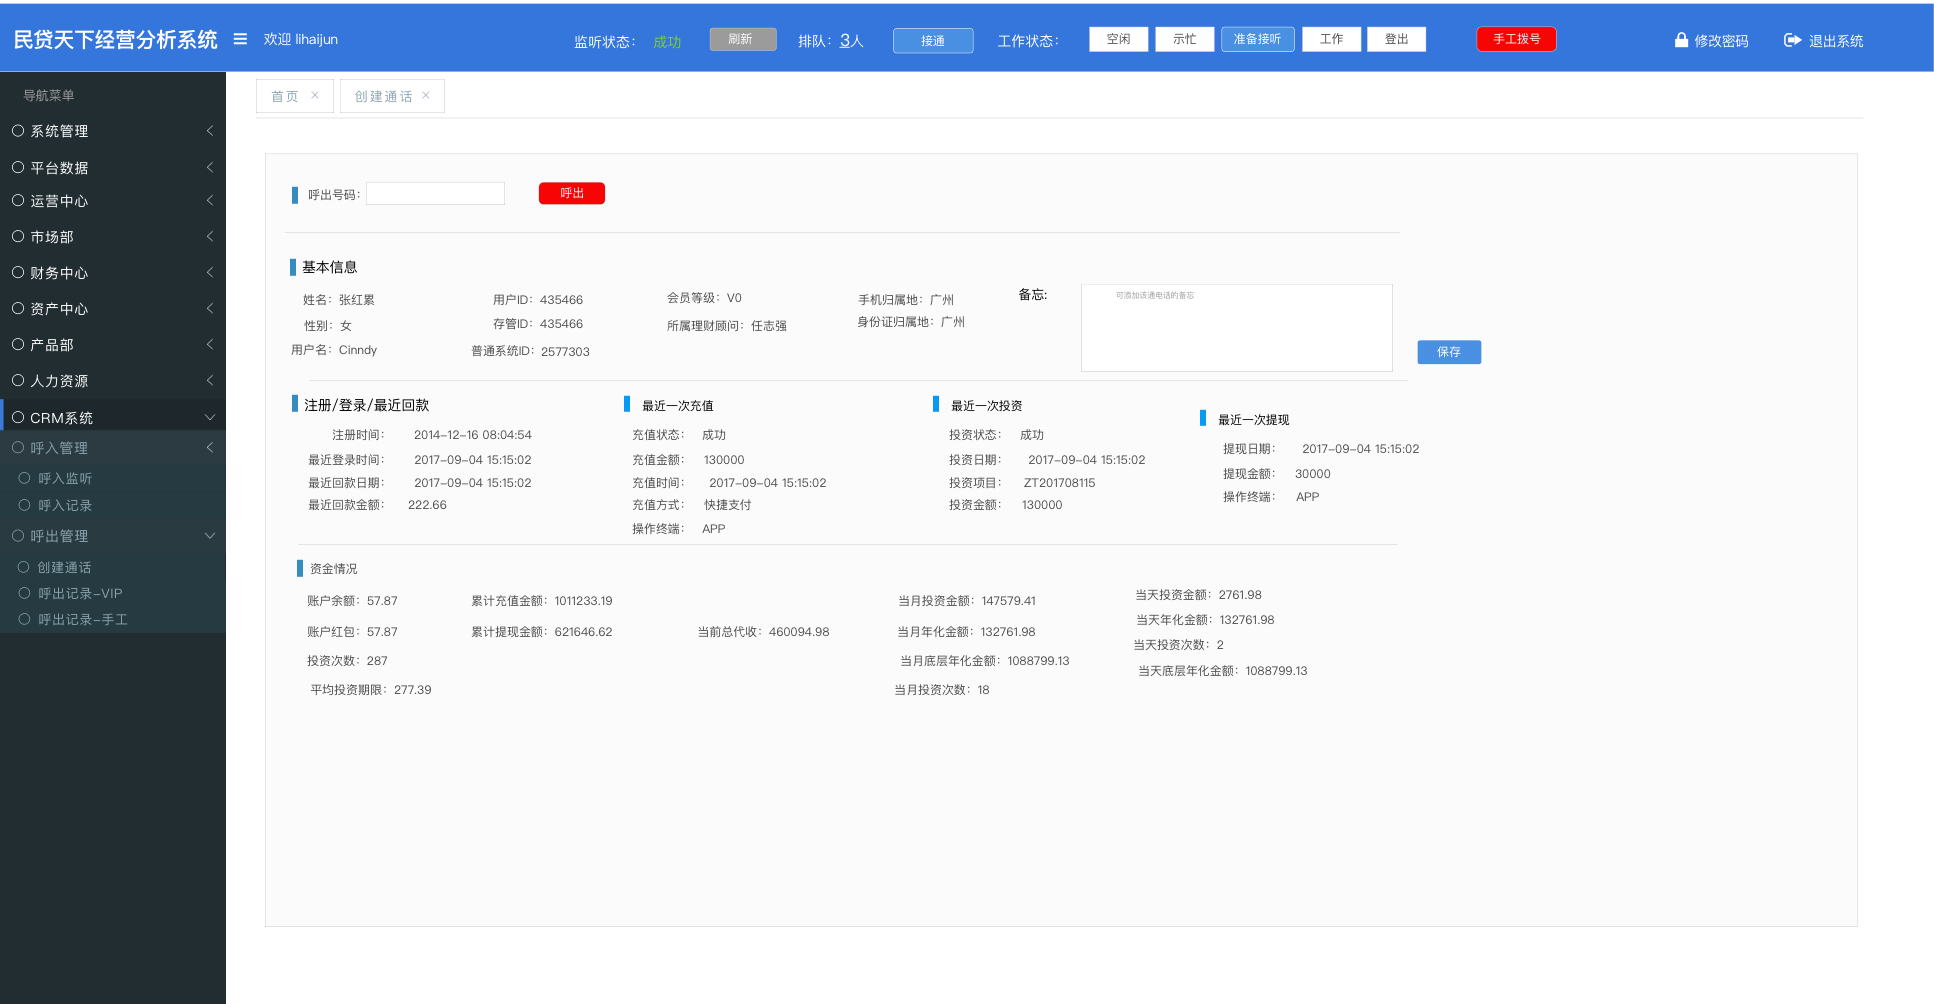 民贷天下经营分析系统 欢迎 lihaijun 监听状态： 成功 刷新 排队：3人 接通 工作状态： 空闲 示忙 准备接听 工作 登出 手工拨号 修改密码 退出系统
导航菜单
系统管理
平台数据
运营中心
市场部
财务中心
资产中心
产品部
人力资源
CRM系统
呼入管理
呼入监听
呼入记录
呼出管理
创建通话
呼出记录-VIP
呼出记录-手工
首页 × 创建通话 ×
呼出号码： 呼出
基本信息
姓名：张红累 用户ID：435466 会员等级：V0 手机归属地：广州 备忘: 可添加该通电话的备忘
性别：女 存管ID：435466 所属理财顾问：任志强 身份证归属地：广州
用户名：Cinndy 普通系统ID：2577303 保存
注册/登录/最近回款
注册时间： 2014-12-16 08:04:54
最近登录时间： 2017-09-04 15:15:02
最近回款日期： 2017-09-04 15:15:02
最近回款金额： 222.66
最近一次充值
充值状态： 成功
充值金额： 130000
充值时间： 2017-09-04 15:15:02
充值方式： 快捷支付
操作终端： APP
最近一次投资
投资状态： 成功
投资日期： 2017-09-04 15:15:02
投资项目： ZT201708115
投资金额： 130000
最近一次提现
提现日期： 2017-09-04 15:15:02
提现金额： 30000
操作终端： APP
资金情况
账户余额：57.87 累计充值金额：1011233.19 当月投资金额：147579.41 当天投资金额：2761.98
账户红包：57.87 累计提现金额：621646.62 当前总代收：460094.98 当月年化金额：132761.98 当天年化金额：132761.98
投资次数：287 当月底层年化金额：1088799.13 当天投资次数：2
平均投资期限：277.39 当月投资次数：18 当天底层年化金额：1088799.13